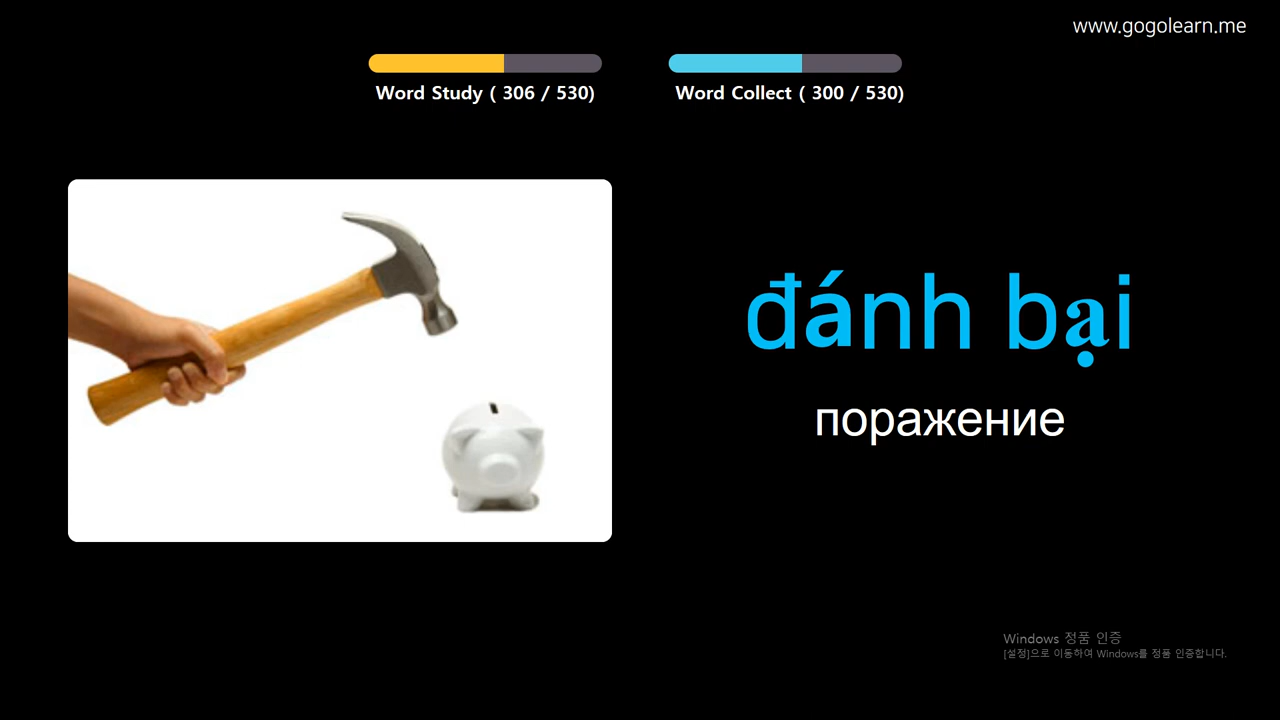 www.gogolearn.me
Word Study ( 306 / 530)
Word Collect ( 300 / 530)
đánh bại
поражение
Windows 정품 인증
[설정]으로 이동하여 Windows를 정품 인증합니다.